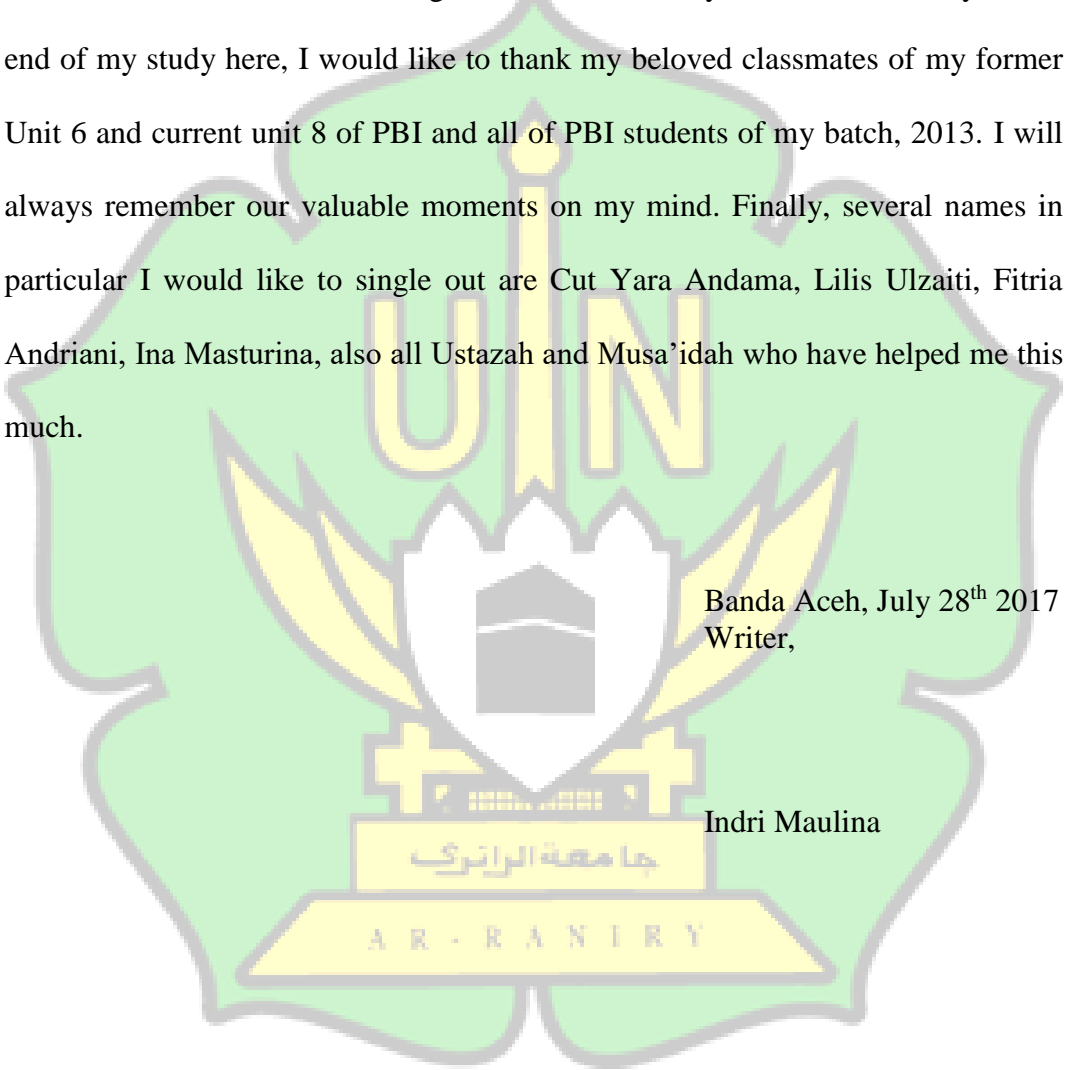 end of my study here, I would like to thank my beloved classmates of my former
Unit 6 and current unit 8 of PBI and all of PBI students of my batch, 2013. I will
always remember our valuable moments on my mind. Finally, several names in
particular I would like to single out are Cut Yara Andama, Lilis Ulzaiti, Fitria
Andriani, Ina Masturina, also all Ustazah and Musa’idah who have helped me this
much.
UIN
Banda Aceh, July 28th 2017
Writer,
Indri Maulina
جامعة الرانري
AR-RANIRY